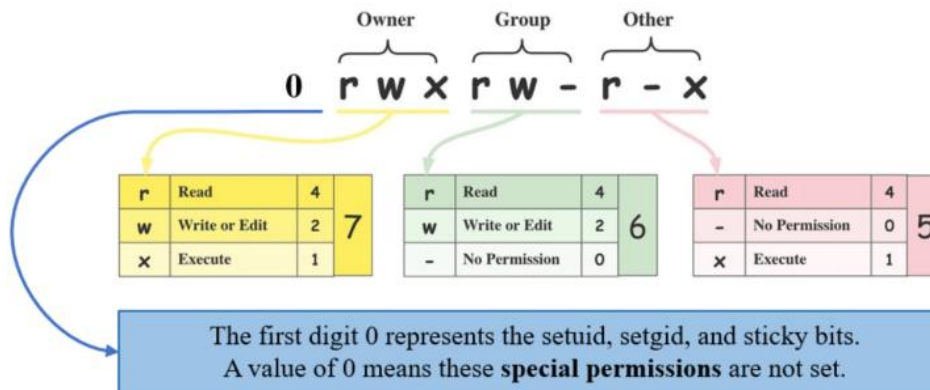 Owner Group Other
0 r w x r w - r - x
r Read 4
w Write or Edit 2
x Execute 1
7
r Read 4
w Write or Edit 2
- No Permission 0
6
r Read 4
- No Permission 0
x Execute 1
5
The first digit 0 represents the setuid, setgid, and sticky bits.
A value of 0 means these special permissions are not set.